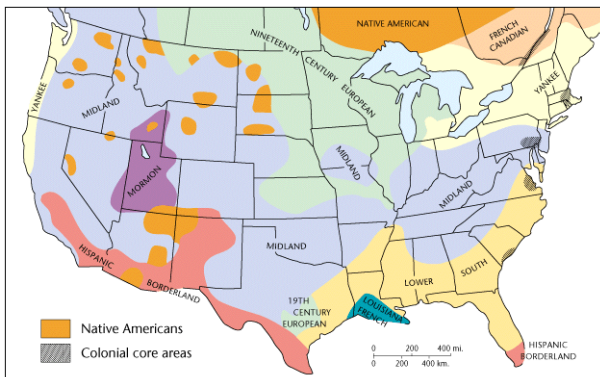 NATIVE AMERICAN
FRENCH
CANADIAN
NINETEENTH CENTURY EUROPEAN
YANKEE
YANKEE
MIDLAND
MIDLAND
MIDLAND
MORMON
MIDLAND
HISPANIC BORDERLAND
LOWER SOUTH
19TH
CENTURY
EUROPEAN
LOUISIANA
FRENCH
HISPANIC
BORDERLAND
Native Americans
Colonial core areas
0 200 400 mi.
0 200 400 km.